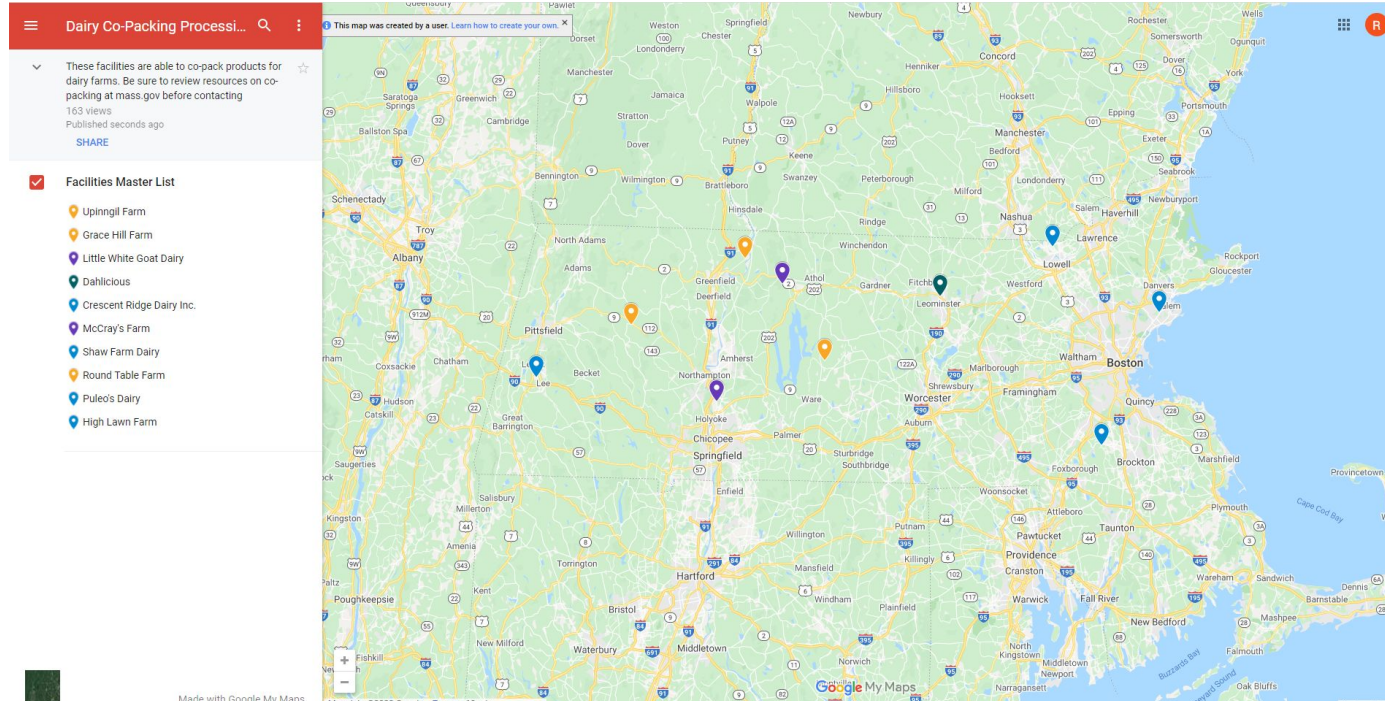 Dairy Co-Packing Processi...
These facilities are able to co-pack products for
dairy farms. Be sure to review resources on co-
packing at mass.gov before contacting
163 views
Published seconds ago
SHARE
Facilities Master List
Upinngil Farm
Grace Hill Farm
Little White Goat Dairy
Dahlicious
Crescent Ridge Dairy Inc.
McCray's Farm
Shaw Farm Dairy
Round Table Farm
Puleo's Dairy
High Lawn Farm
Made with Google My Maps
This map was created by a user. Learn how to create your own.
R
Pawlet
Weston
Springfield
Newbury
Rochester
Wells
Dorset
Londonderry
Chester
Somersworth
Ogunquit
Concord
Dover
Henniker
York
Manchester
Saratoga
Springs
Greenwich
Jamaica
Walpole
Hillsboro
Hooksett
Portsmouth
Epping
Cambridge
Stratton
Ballston Spa
Dover
Putney
Manchester
Exeter
Keene
Bedford
Seabrook
Bennington
Wilmington
Brattleboro
Swanzey
Peterborough
Londonderry
Milford
Newburyport
Schenectady
Hinsdale
Rindge
Nashua
Salem
Haverhill
Troy
North Adams
Winchendon
Lawrence
Albany
Adams
Greenfield
Athol
Gardner
Lowell
Rockport
Gloucester
Deerfield
Leominster
Westford
Danvers
Pittsfield
Amherst
Waltham
Boston
Coxsackie
Chatham
Lee
Becket
Northampton
Marlborough
Ware
Shrewsbury
Worcester
Framingham
Quincy
Hudson
Catskill
Great
Barrington
Holyoke
Auburn
Chicopee
Palmer
Springfield
Sturbridge
Southbridge
Brockton
Marshfield
Foxborough
Saugerties
Provincetown
Enfield
Woonsocket
Salisbury
Millerton
Attleboro
Plymouth
Cape Cod Bay
Kingston
Willington
Putnam
Taunton
Pawtucket
Amenia
Torrington
Mansfield
Killingly
Providence
Hartford
Cranston
Wareham
Sandwich
Dennis
Kent
Poughkeepsie
Windham
Plainfield
Warwick
Fall River
Barnstable
Bristol
New Bedford
Mashpee
New Milford
Waterbury
Middletown
North
Kingstown
Falmouth
Fishkill
Norwich
Middletown
Newport
Buzzards Bay
Google My Maps
Narragansett
Oak Bluffs